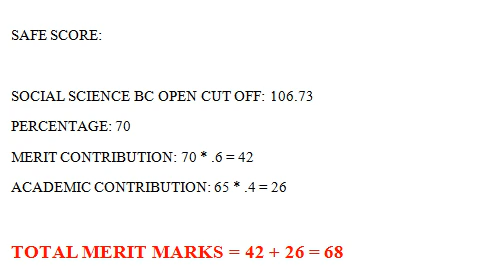 SAFE SCORE:
SOCIAL SCIENCE BC OPEN CUT OFF: 106.73
PERCENTAGE: 70
MERIT CONTRIBUTION: 70 * .6 = 42
ACADEMIC CONTRIBUTION: 65 * .4 = 26
TOTAL MERIT MARKS = 42 + 26 = 68